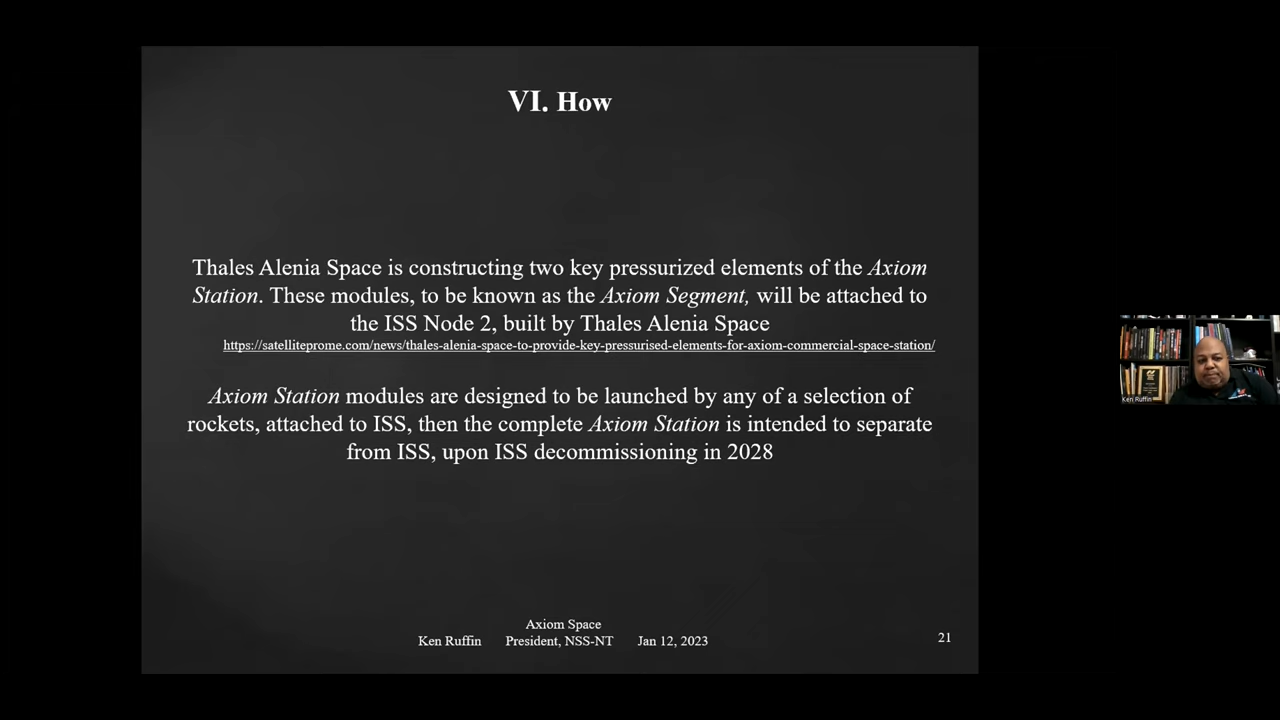 VI. How
Thales Alenia Space is constructing two key pressurized elements of the Axiom
Station. These modules, to be known as the Axiom Segment, will be attached to
the ISS Node 2, built by Thales Alenia Space
https://satelliteprome.com/news/thales-alenia-space-to-provide-key-pressurised-elements-for-axiom-commercial-space-station/
Axiom Station modules are designed to be launched by any of a selection of
rockets, attached to ISS, then the complete Axiom Station is intended to separate
from ISS, upon ISS decommissioning in 2028
Axiom Space
Ken Ruffin President, NSS-NT Jan 12, 2023
21
Ken Ruffin